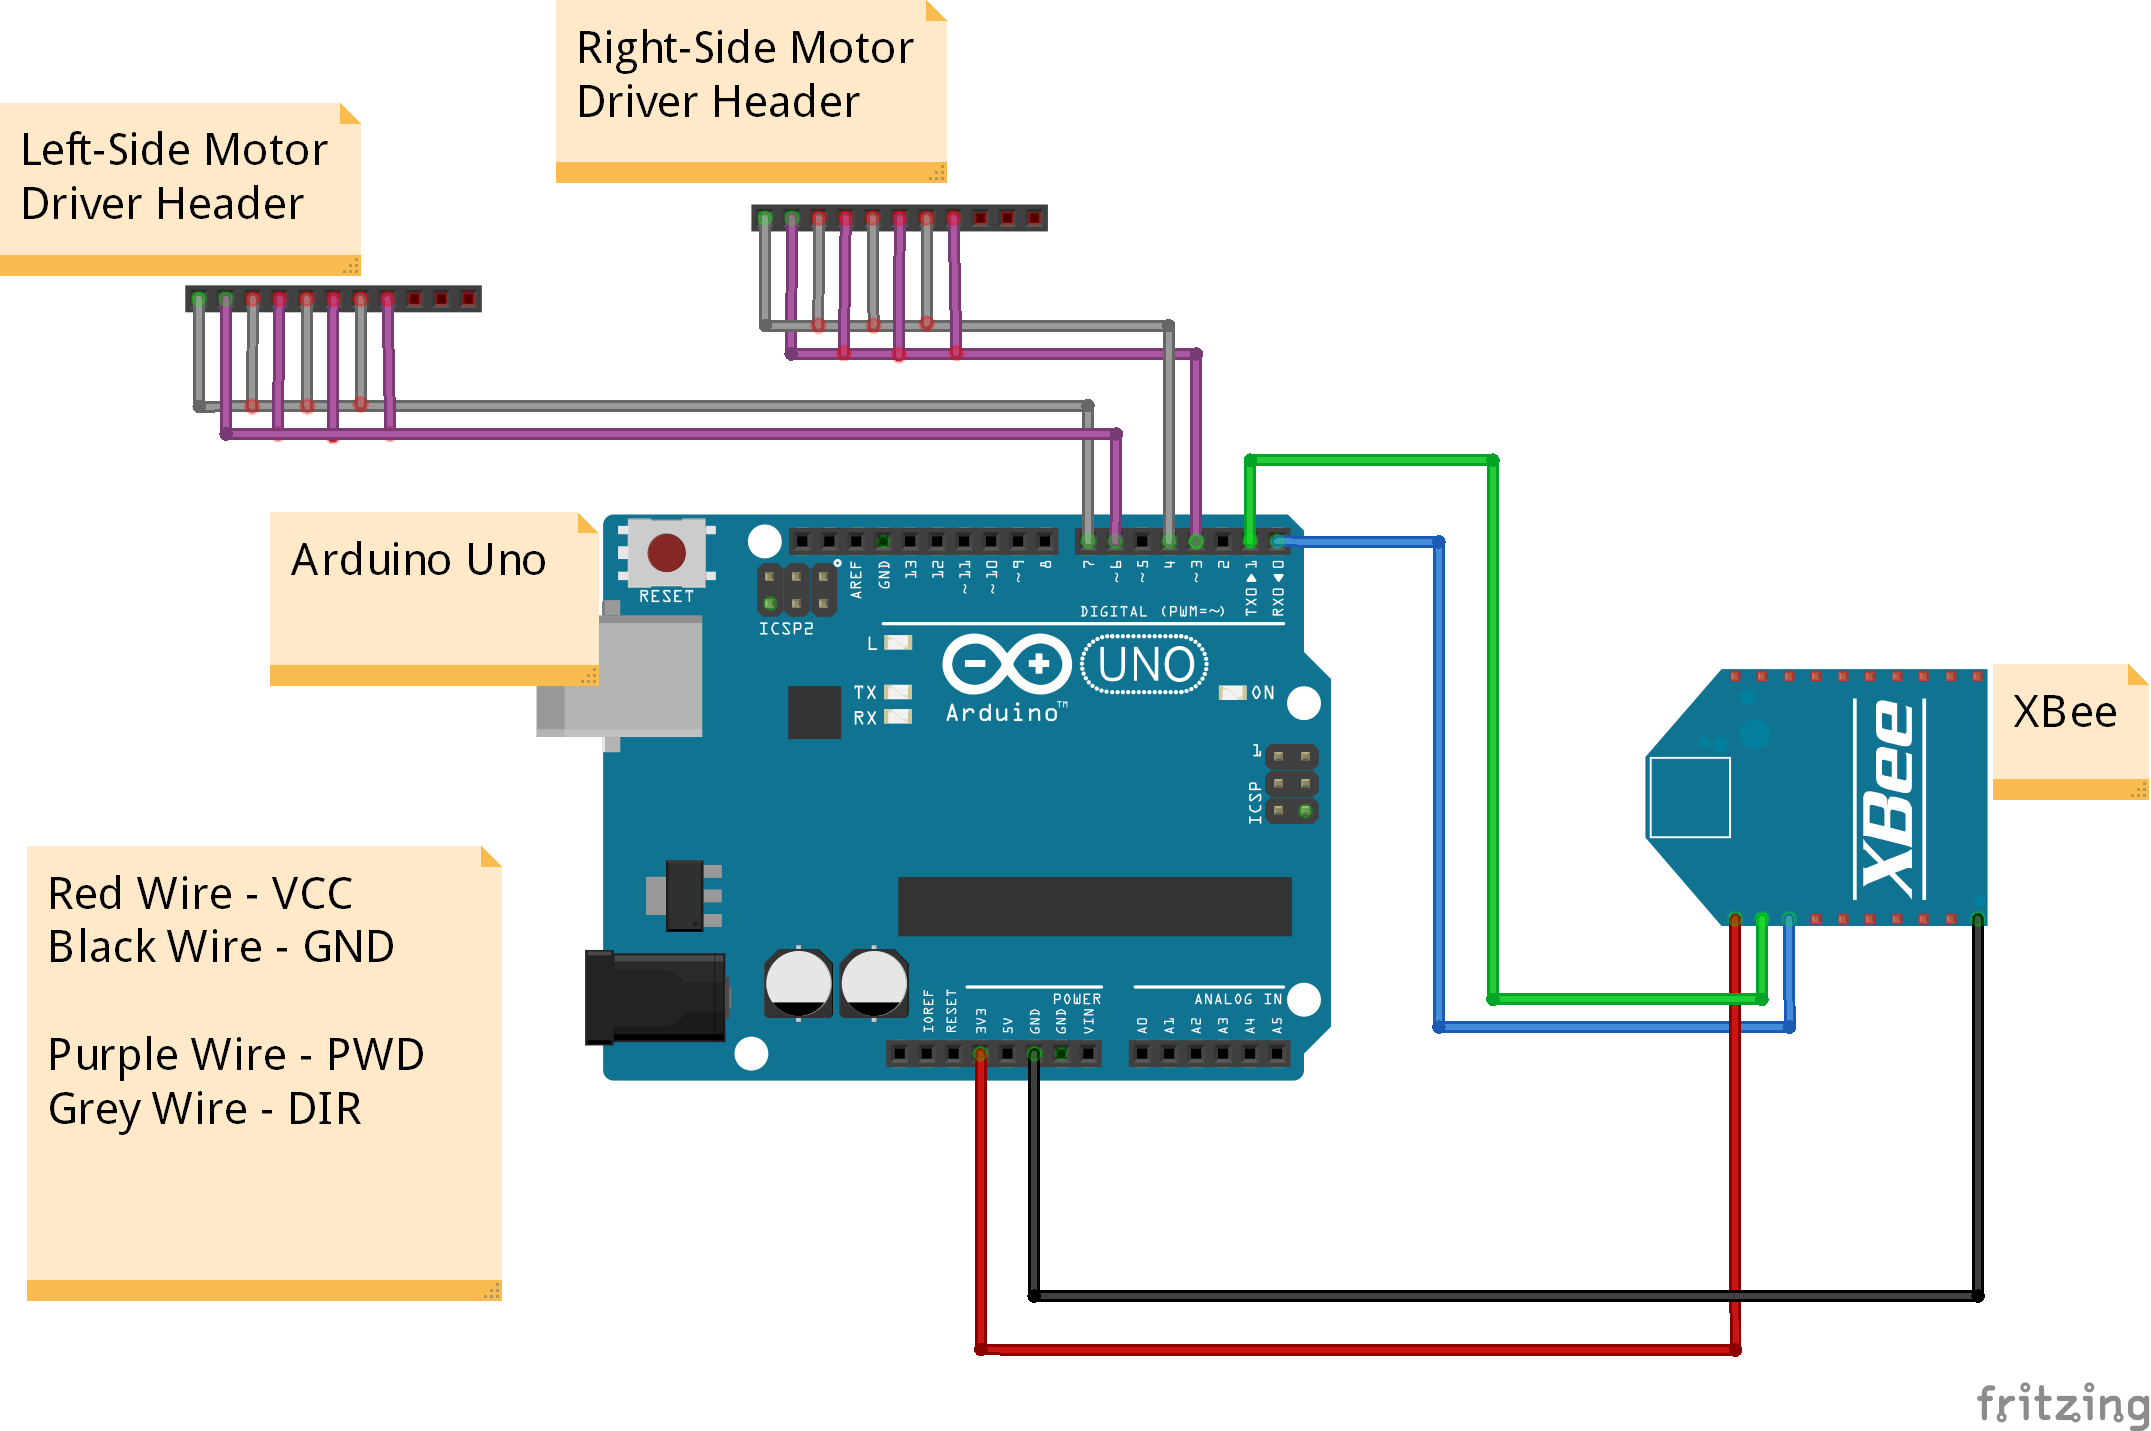 Right-Side Motor
Driver Header
Left-Side Motor
Driver Header
Arduino Uno
RESET
ICSP2
AREF
GND
13
12
~11
~10
~9
8
7
~6
~5
4
~3
2
TX0▶1
RX0◀0
DIGITAL (PWM=~)
L
TX
RX
UNO
Arduino™
ON
1
ICSP
XBee
XBee
Red Wire - VCC
Black Wire - GND
Purple Wire - PWD
Grey Wire - DIR
IOREF
RESET
3V3
5V
GND
GND
VIN
POWER
ANALOG IN
A0
A1
A2
A3
A4
A5
fritzing